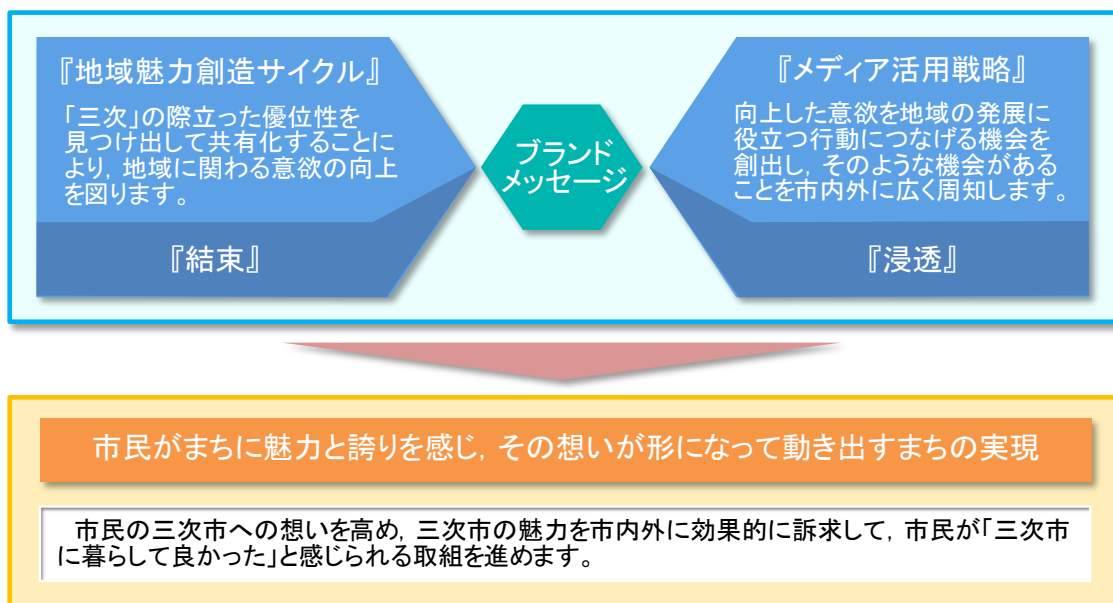 『地域魅力創造サイクル』
「三次」の際立った優位性を
見つけ出して共有化することに
より,地域に関わる意欲の向上
を図ります。
『結束』
ブランド
メッセージ
『メディア活用戦略』
向上した意欲を地域の発展に
役立つ行動につなげる機会を
創出し,そのような機会がある
ことを市内外に広く周知します。
『浸透』
市民がまちに魅力と誇りを感じ,その想いが形になって動き出すまちの実現
市民の三次市への想いを高め,三次市の魅力を市内外に効果的に訴求して,市民が「三次市
に暮らして良かった」と感じられる取組を進めます。